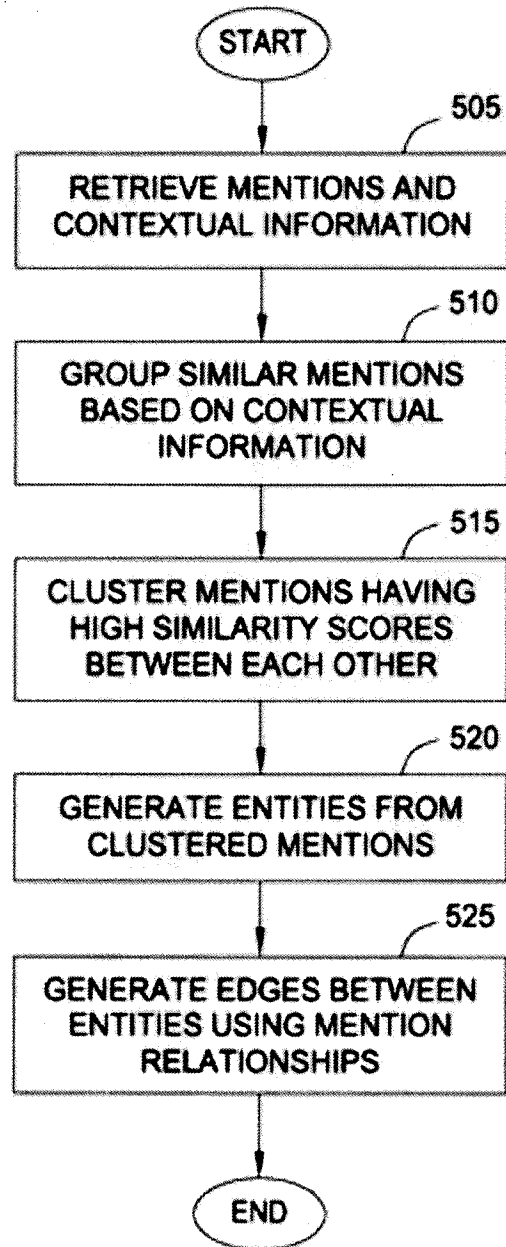 START
505
RETRIEVE MENTIONS AND
CONTEXTUAL INFORMATION
510
GROUP SIMILAR MENTIONS
BASED ON CONTEXTUAL
INFORMATION
515
CLUSTER MENTIONS HAVING
HIGH SIMILARITY SCORES
BETWEEN EACH OTHER
520
GENERATE ENTITIES FROM
CLUSTERED MENTIONS
525
GENERATE EDGES BETWEEN
ENTITIES USING MENTION
RELATIONSHIPS
END